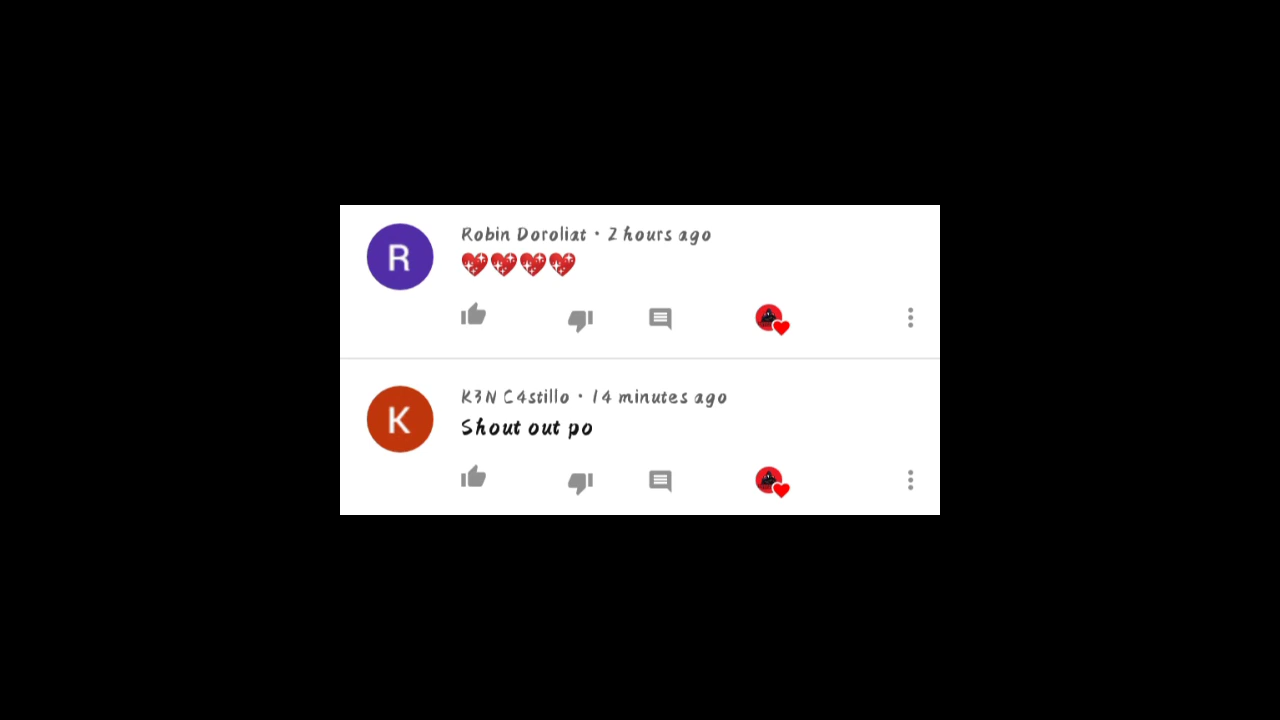 R
Robin Doroliat · 2 hours ago
💖💖💖💖
K
K3N C4stillo · 14 minutes ago
Shout out po